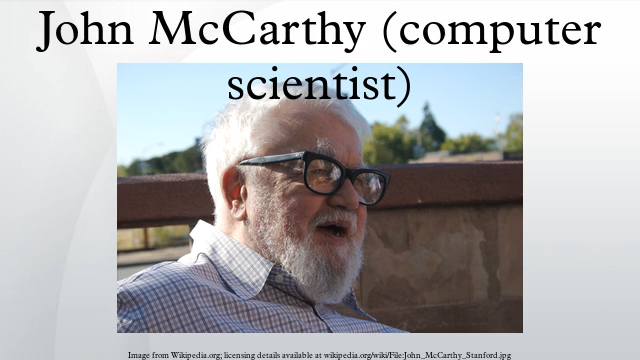 John McCarthy (computer
scientist)
Image from Wikipedia.org; licensing details available at wikipedia.org/wiki/File:John_McCarthy_Stanford.jpg